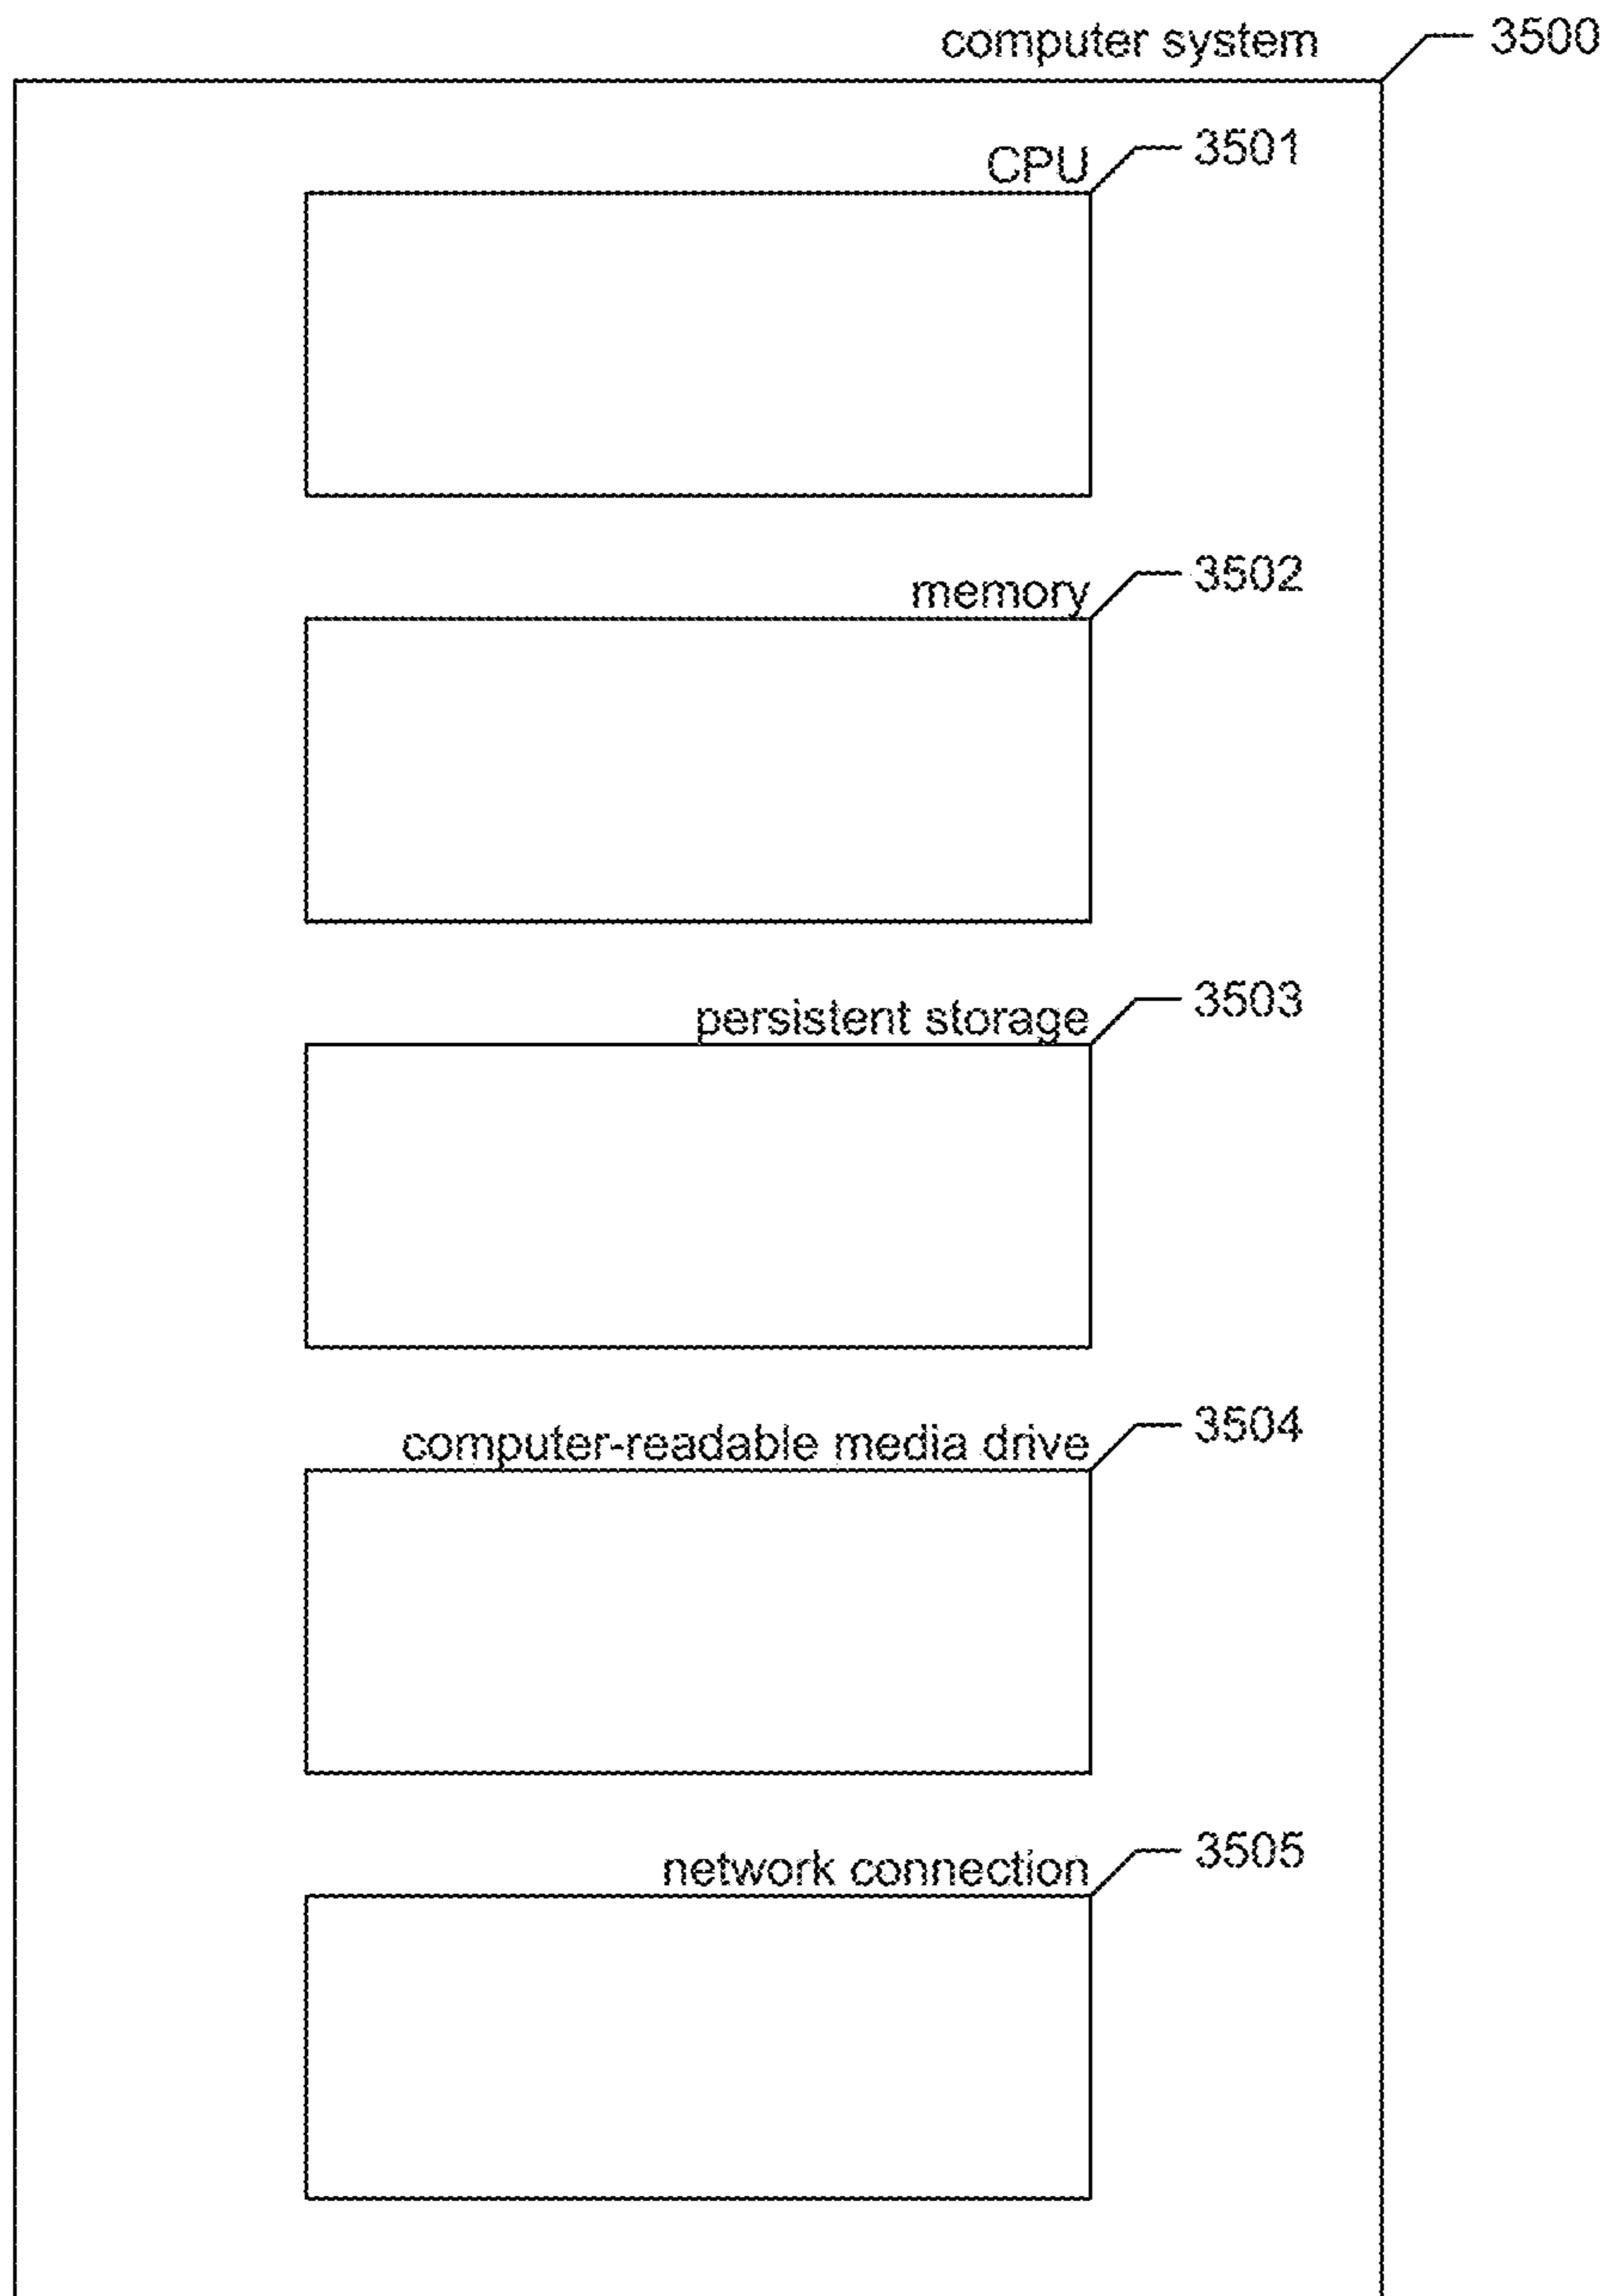 computer system 3500
CPU 3501
memory 3502
persistent storage 3503
computer-readable media drive 3504
network connection 3505